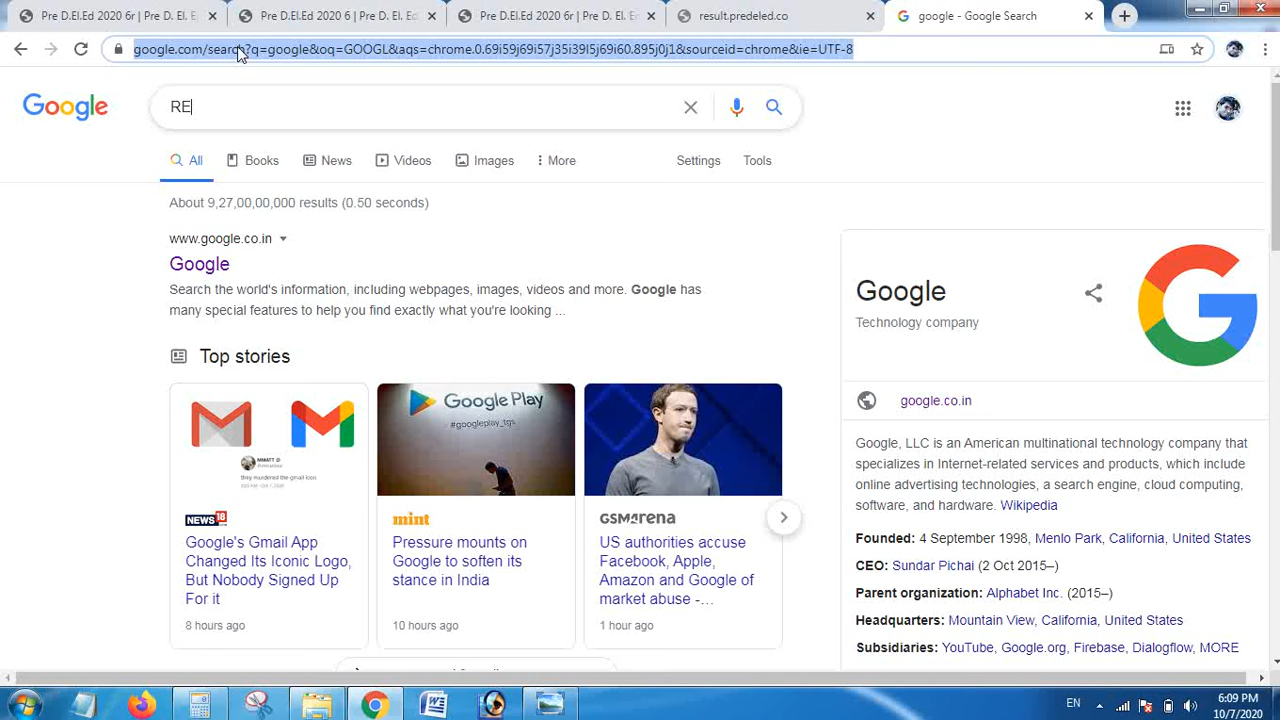 Pre D.El.Ed 2020 6r | Pre D. El. E
Pre D.El.Ed 2020 6 | Pre D. El. Ed
Pre D.El.Ed 2020 6r | Pre D. El. E
result.predeled.co
google - Google Search
google.com/search?q=google&oq=GOOGL&aqs=chrome.0.69i59j69i57j35i39l5j69i60.895j0j1&sourceid=chrome&ie=UTF-8
Google
RE
All
Books
News
Videos
Images
More
Settings
Tools
About 9,27,00,00,000 results (0.50 seconds)
www.google.co.in
Google
Search the world's information, including webpages, images, videos and more. Google has
many special features to help you find exactly what you're looking ...
Top stories
NEWS18
Google's Gmail App
Changed Its Iconic Logo,
But Nobody Signed Up
For it
8 hours ago
Google Play
#googleplay_tgs
mint
Pressure mounts on
Google to soften its
stance in India
10 hours ago
GSMArena
US authorities accuse
Facebook, Apple,
Amazon and Google of
market abuse -...
1 hour ago
Google
Technology company
google.co.in
Google, LLC is an American multinational technology company that
specializes in Internet-related services and products, which include
online advertising technologies, a search engine, cloud computing,
software, and hardware. Wikipedia
Founded: 4 September 1998, Menlo Park, California, United States
CEO: Sundar Pichai (2 Oct 2015–)
Parent organization: Alphabet Inc. (2015–)
Headquarters: Mountain View, California, United States
Subsidiaries: YouTube, Google.org, Firebase, Dialogflow, MORE
EN
6:09 PM
10/7/2020